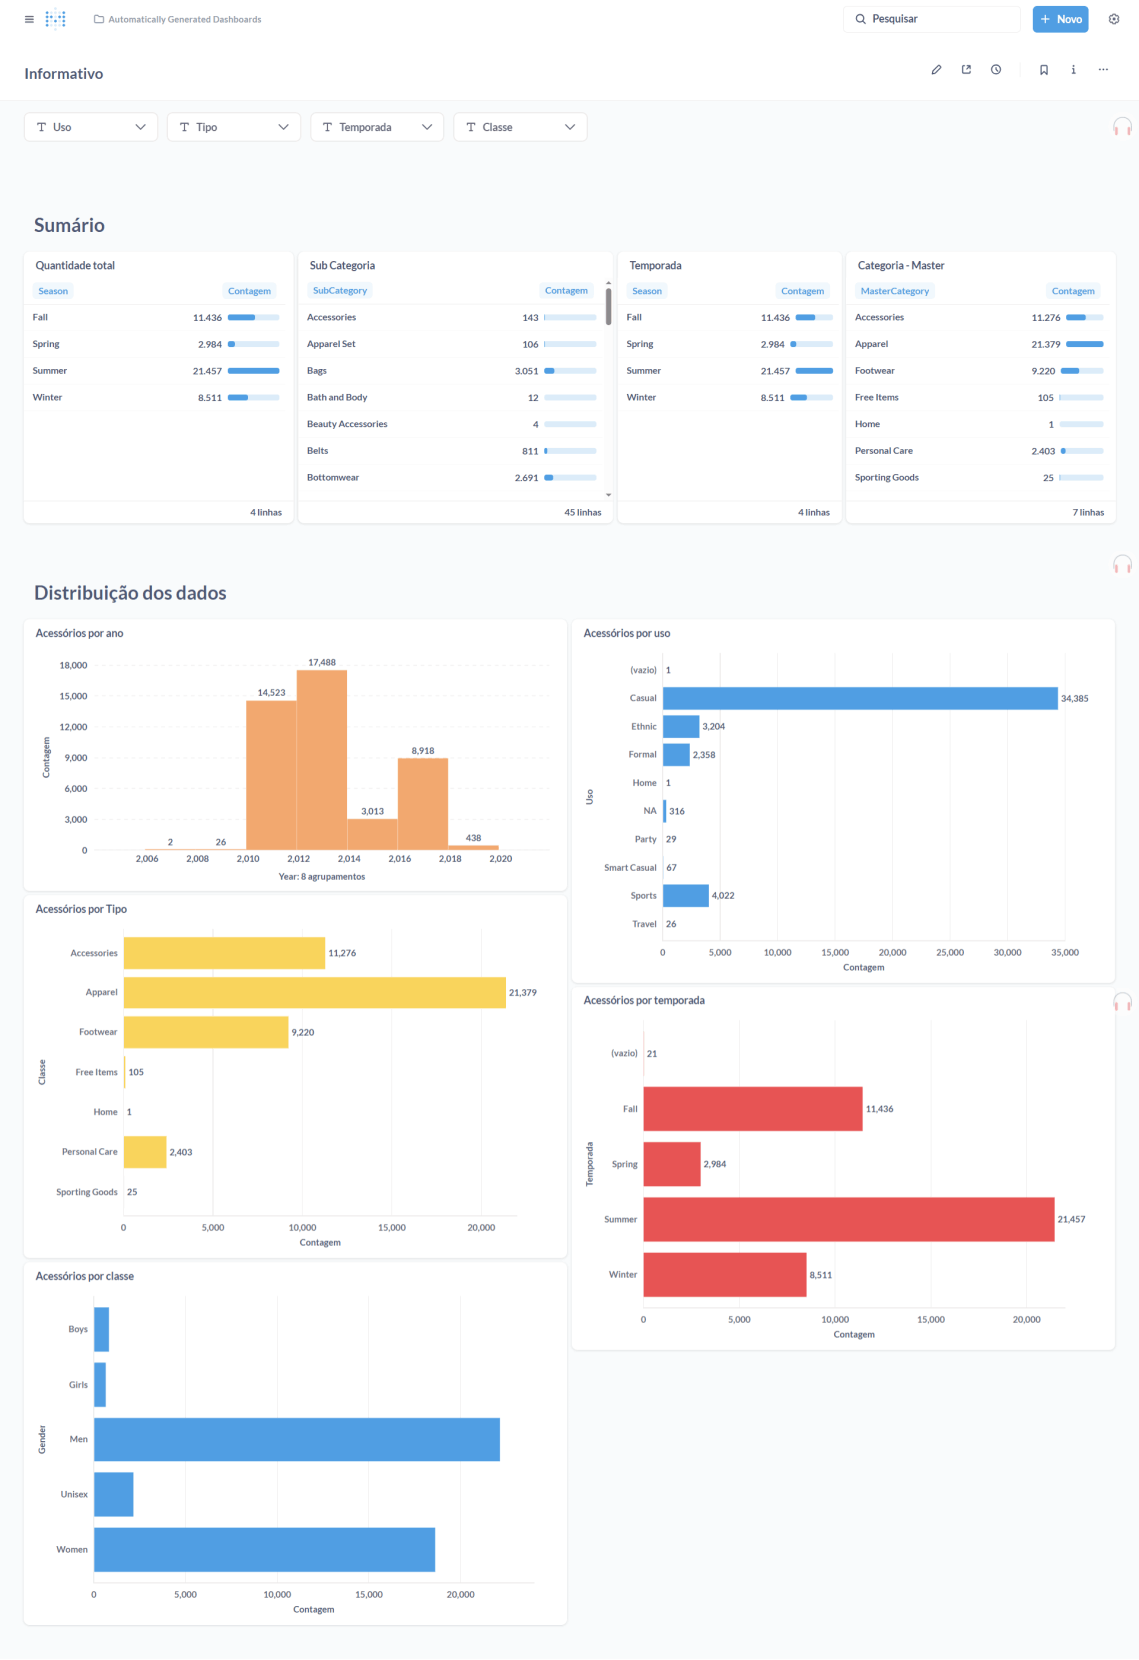 Automatically Generated Dashboards
Pesquisar
+ Novo
Informativo
Uso
Tipo
Temporada
Classe
Sumário
Quantidade total
Season Contagem
Fall 11.436
Spring 2.984
Summer 21.457
Winter 8.511
4 linhas
Sub Categoria
SubCategory Contagem
Accessories 143
Apparel Set 106
Bags 3.051
Bath and Body 12
Beauty Accessories 4
Belts 811
Bottomwear 2.691
45 linhas
Temporada
Season Contagem
Fall 11.436
Spring 2.984
Summer 21.457
Winter 8.511
4 linhas
Categoria - Master
MasterCategory Contagem
Accessories 11.276
Apparel 21.379
Footwear 9.220
Free Items 105
Home 1
Personal Care 2.403
Sporting Goods 25
7 linhas
Distribuição dos dados
Acessórios por ano
Contagem
18,000
15,000
12,000
9,000
6,000
3,000
0
2
26
14,523
17,488
3,013
8,918
438
2,006 2,008 2,010 2,012 2,014 2,016 2,018 2,020
Year: 8 agrupamentos
Acessórios por uso
Uso
(vazio) 1
Casual 34,385
Ethnic 3,204
Formal 2,358
Home 1
NA 316
Party 29
Smart Casual 67
Sports 4,022
Travel 26
0 5,000 10,000 15,000 20,000 25,000 30,000 35,000
Contagem
Acessórios por Tipo
Classe
Accessories 11,276
Apparel 21,379
Footwear 9,220
Free Items 105
Home 1
Personal Care 2,403
Sporting Goods 25
0 5,000 10,000 15,000 20,000
Contagem
Acessórios por temporada
Temporada
(vazio) 21
Fall 11,436
Spring 2,984
Summer 21,457
Winter 8,511
0 5,000 10,000 15,000 20,000
Contagem
Acessórios por classe
Gender
Boys
Girls
Men
Unisex
Women
0 5,000 10,000 15,000 20,000
Contagem